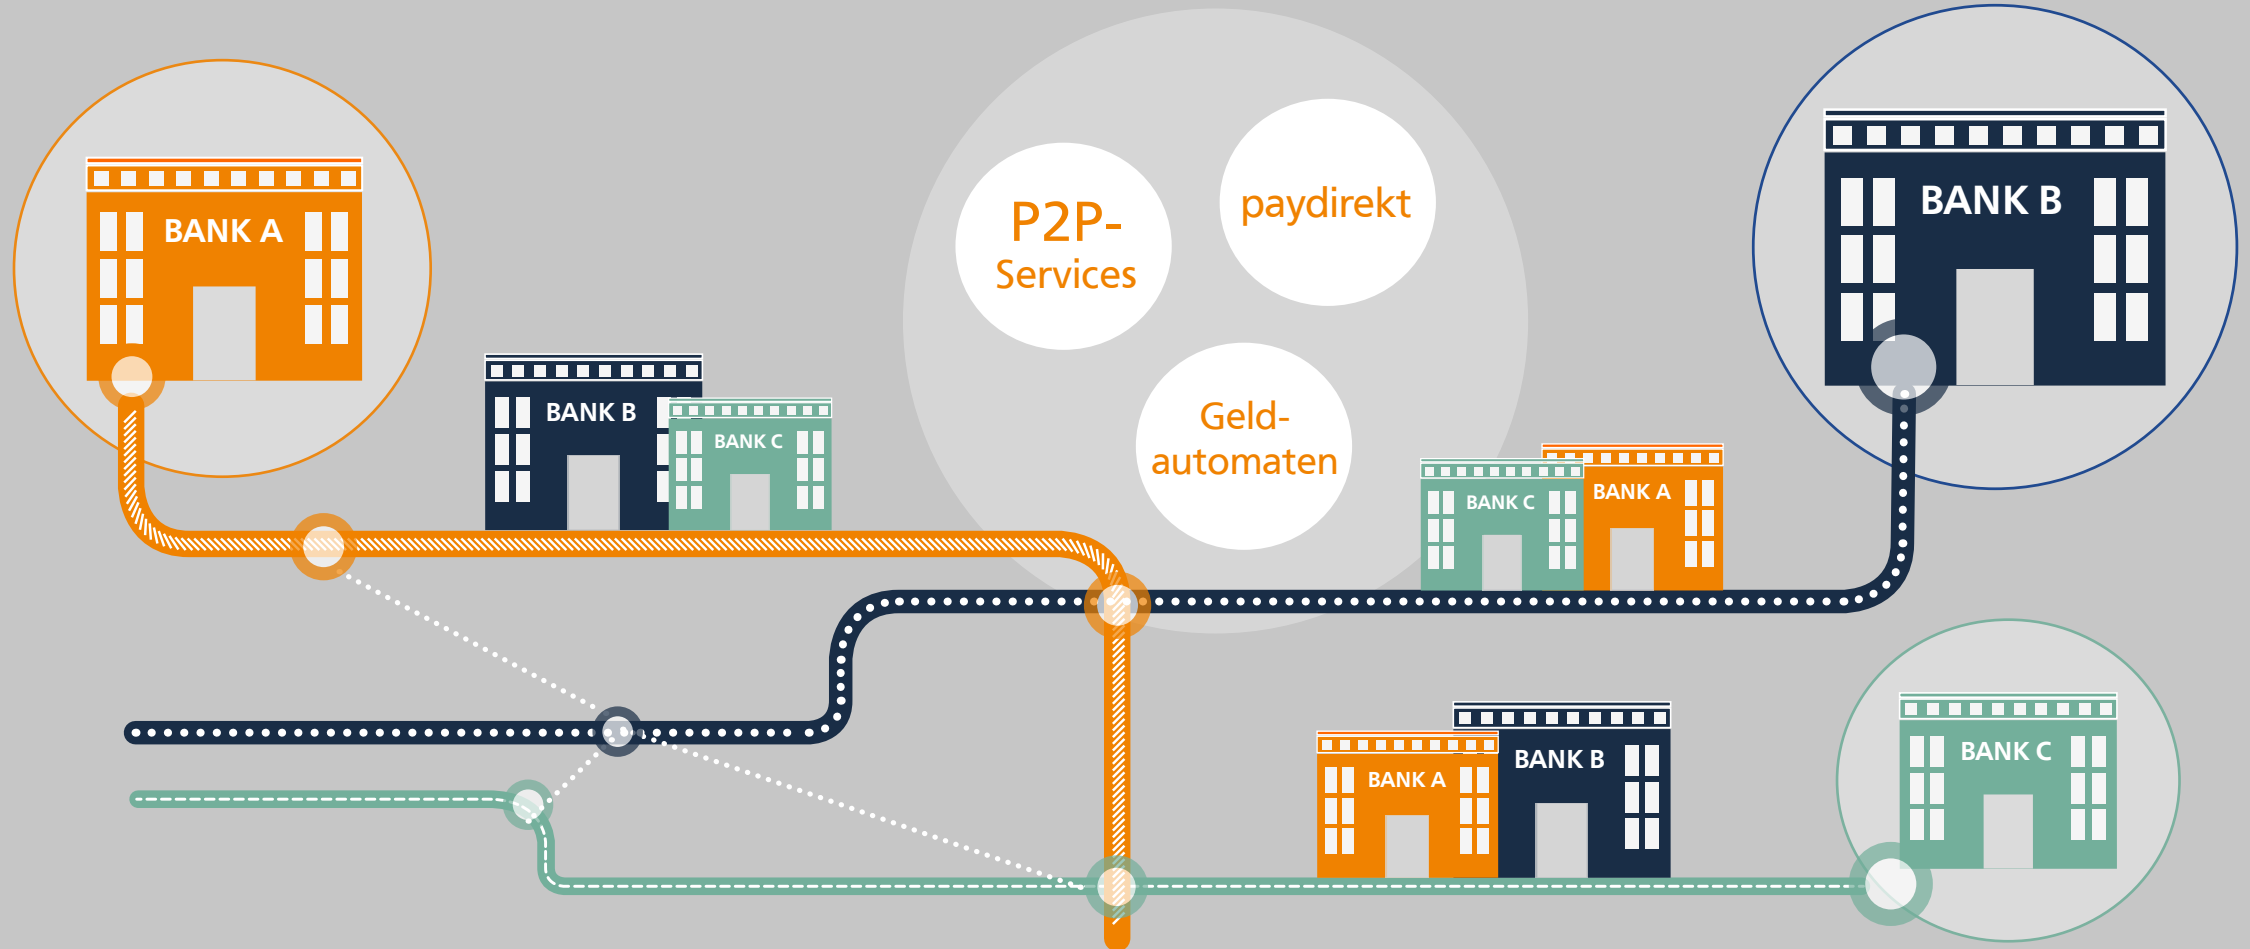 BANK A
P2P-
Services
paydirekt
BANK B
BANK B
BANK C
Geld-
automaten
BANK C
BANK A
BANK A
BANK B
BANK C